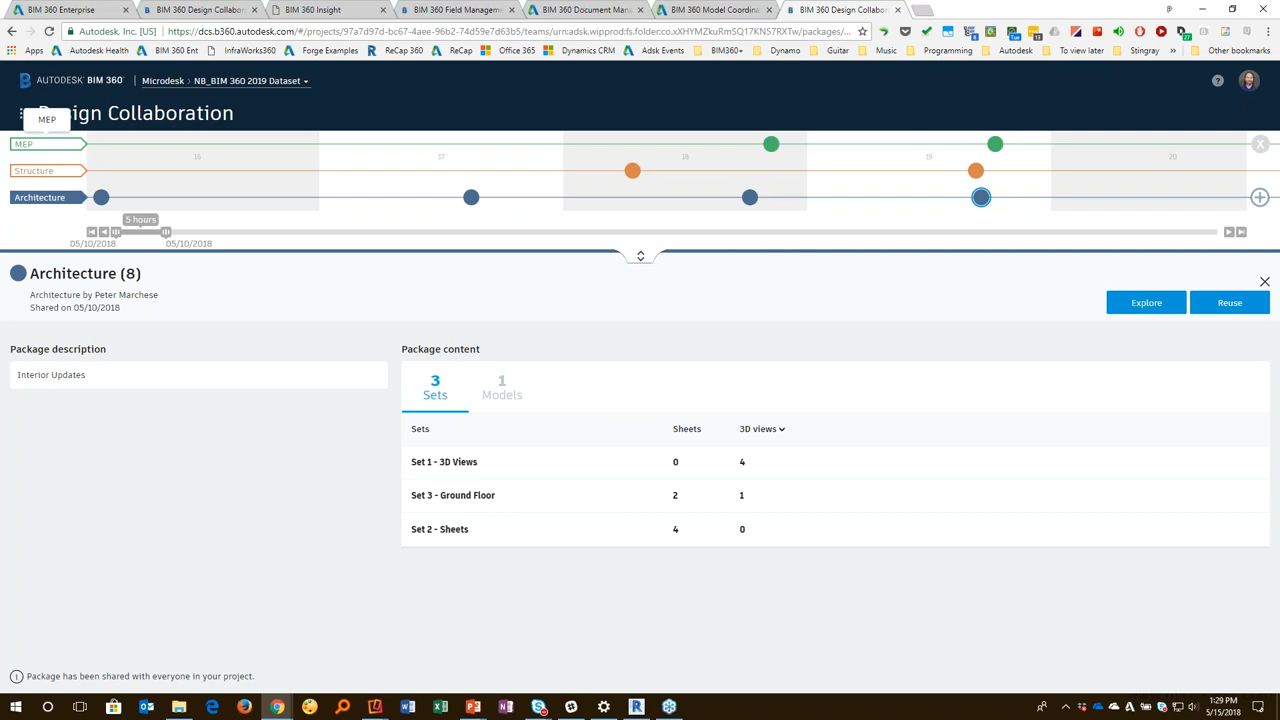 BIM 360 Enterprise
BIM 360 Design Collabor
BIM 360 Insight
BIM 360 Field Manageme
BIM 360 Document Man
BIM 360 Model Coordina
BIM 360 Design Collabor
Autodesk, Inc. [US]
https://dcs.b360.autodesk.com/#/projects/97a7d97d-bc67-4aee-96b2-74d59e7d63b5/teams/urn:adsk.wipprod:fs.folder:co.xXHYMZkuRmSQ17KN57RXTw/packages/...
Apps
Autodesk Health
BIM 360 Ent
InfraWorks360
Forge Examples
ReCap 360
ReCap
Office 365
Dynamics CRM
Adsk Events
BIM360+
Dynamo
Guitar
Music
Programming
Autodesk
To view later
Stingray
»
Other bookmarks
AUTODESK® BIM 360™
Microdesk › NB_BIM 360 2019 Dataset
sign Collaboration
MEP
MEP
16
17
18
19
20
X
Structure
Architecture
5 hours
05/10/2018
05/10/2018
Architecture (8)
Architecture by Peter Marchese
Shared on 05/10/2018
Explore
Reuse
Package description
Package content
Interior Updates
3
Sets
1
Models
Sets
Sheets
3D views
Set 1 - 3D Views
0
4
Set 3 - Ground Floor
2
1
Set 2 - Sheets
4
0
Package has been shared with everyone in your project.
1:29 PM
5/15/2018